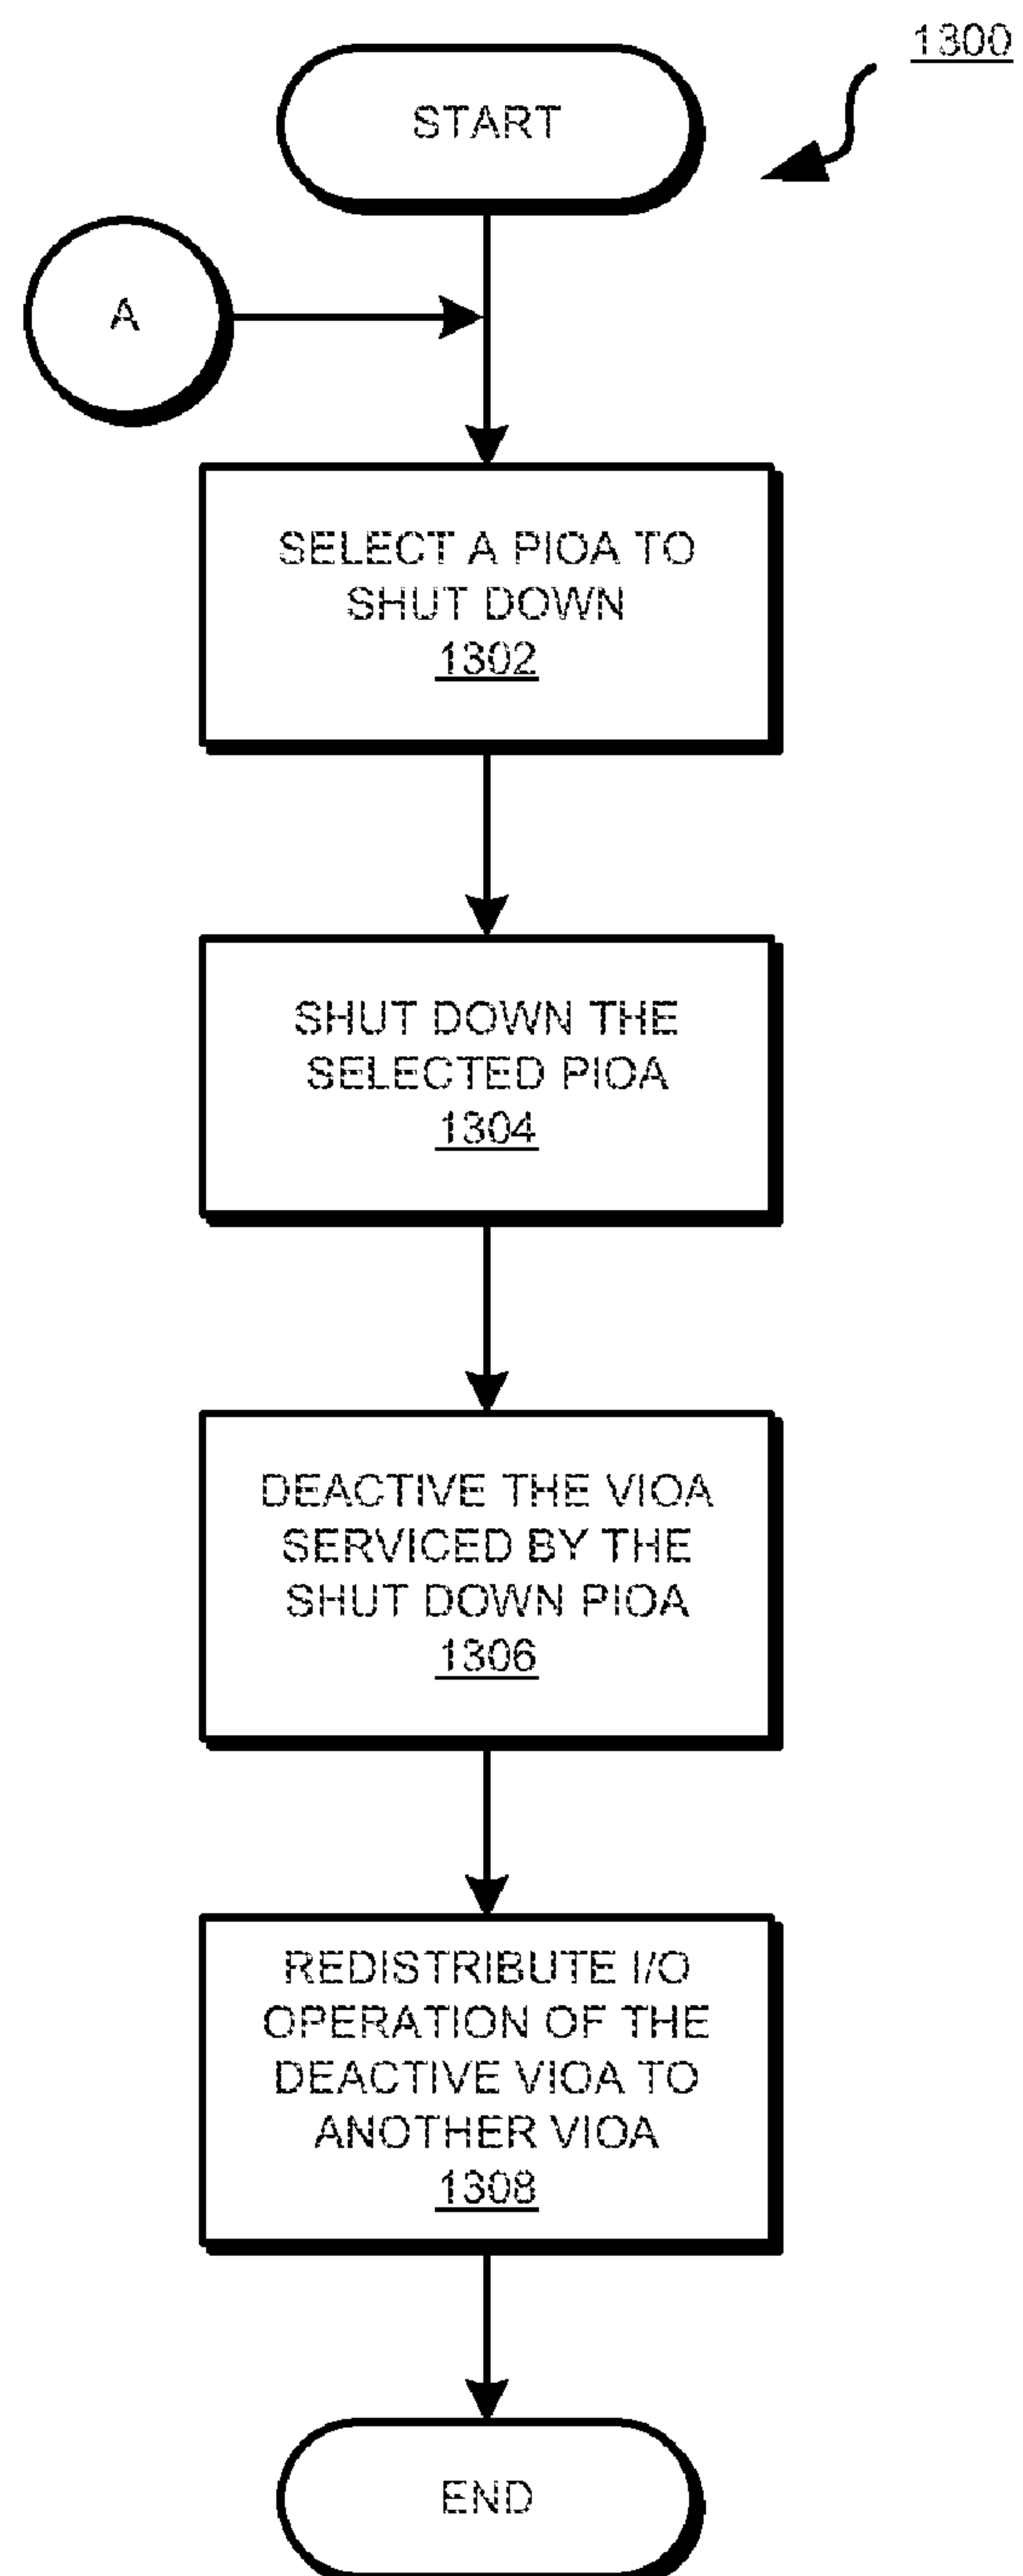 1300
START
A
SELECT A PIOA TO
SHUT DOWN
1302
SHUT DOWN THE
SELECTED PIOA
1304
DEACTIVE THE VIOA
SERVICED BY THE
SHUT DOWN PIOA
1306
REDISTRIBUTE I/O
OPERATION OF THE
DEACTIVE VIOA TO
ANOTHER VIOA
1308
END